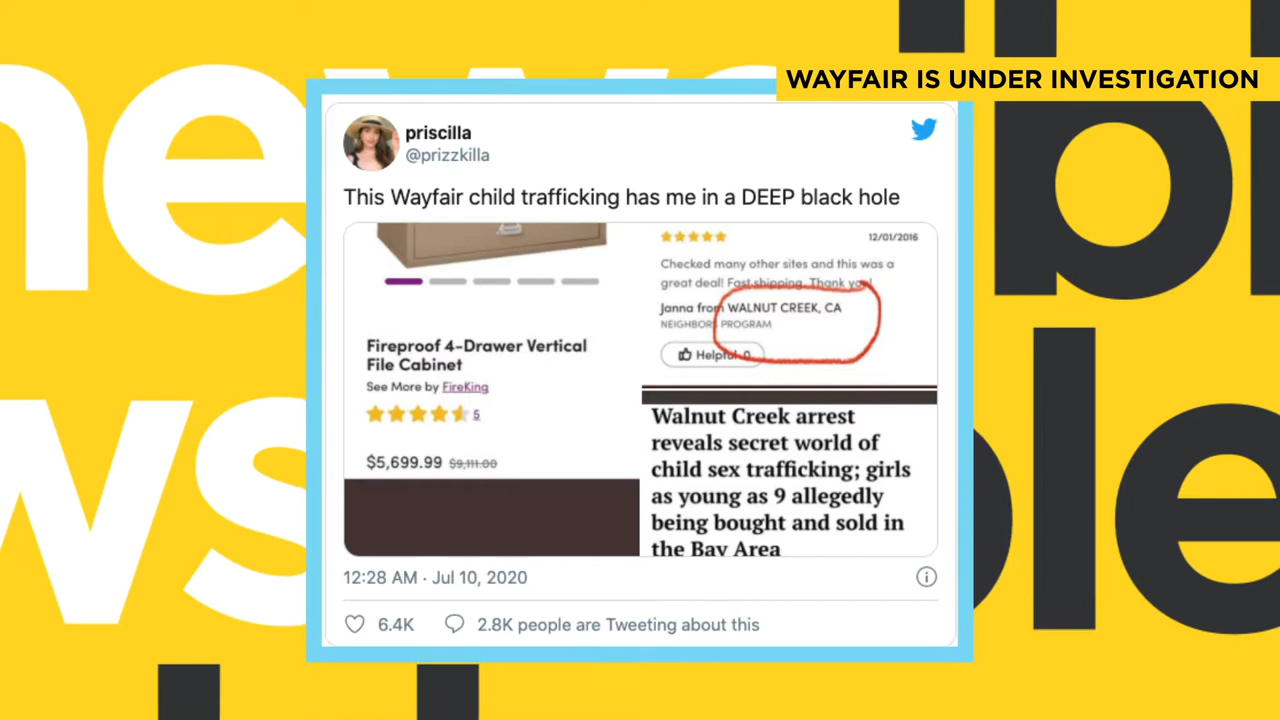 WAYFAIR IS UNDER INVESTIGATION
priscilla
@prizzkilla
This Wayfair child trafficking has me in a DEEP black hole
Fireproof 4-Drawer Vertical
File Cabinet
See More by FireKing
5
$5,699.99 $9,111.00
12/01/2016
Checked many other sites and this was a
great deal! Fast shipping. Thank you!
Janna from WALNUT CREEK, CA
NEIGHBORS PROGRAM
Helpful 0
Walnut Creek arrest
reveals secret world of
child sex trafficking; girls
as young as 9 allegedly
being bought and sold in
the Bay Area
12:28 AM · Jul 10, 2020
6.4K 2.8K people are Tweeting about this